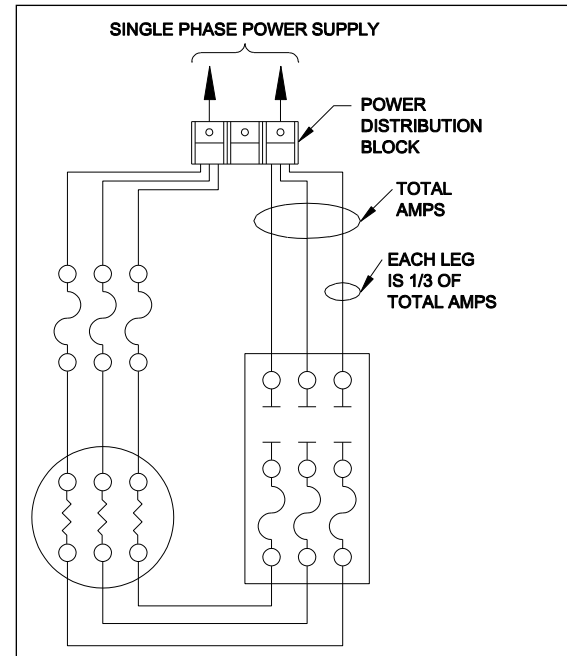 SINGLE PHASE POWER SUPPLY
POWER
DISTRIBUTION
BLOCK
TOTAL
AMPS
EACH LEG
IS 1/3 OF
TOTAL AMPS